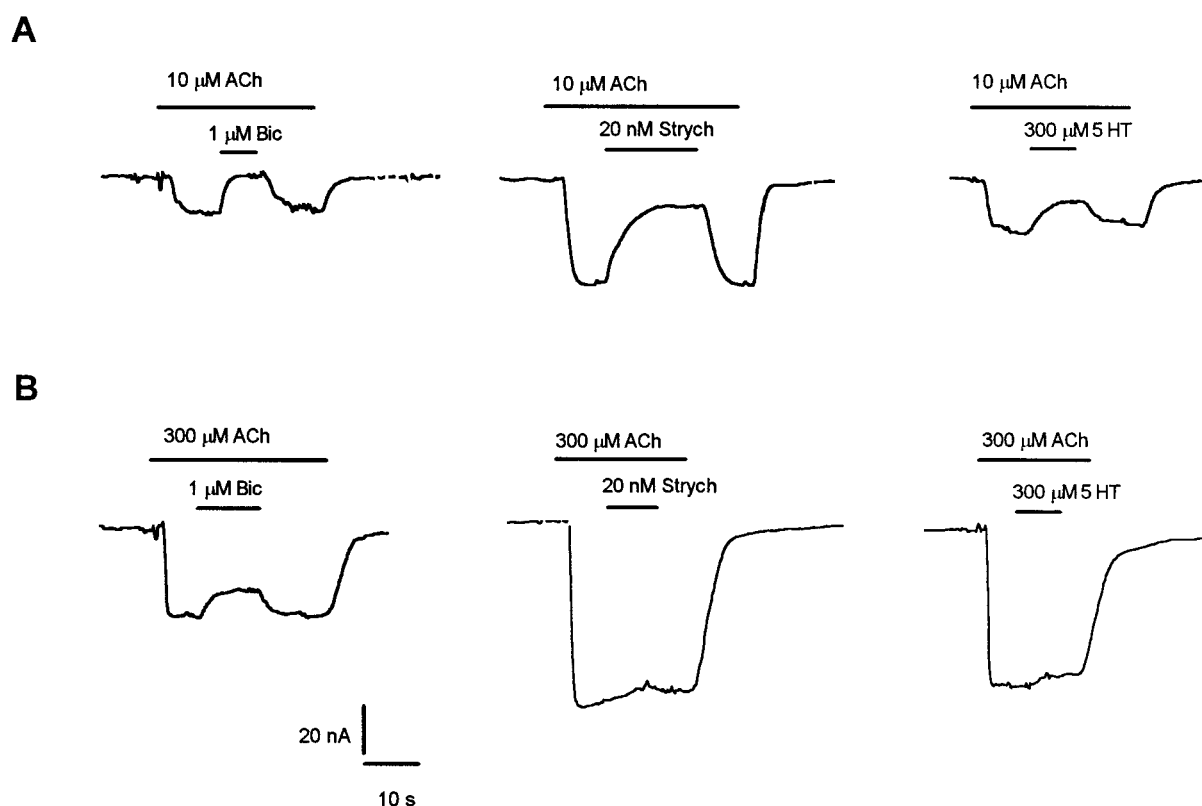 A
10 μM ACh
1 μM Bic
10 μM ACh
20 nM Strych
10 μM ACh
300 μM 5 HT
B
300 μM ACh
1 μM Bic
300 μM ACh
20 nM Strych
300 μM ACh
300 μM 5 HT
20 nA
10 s